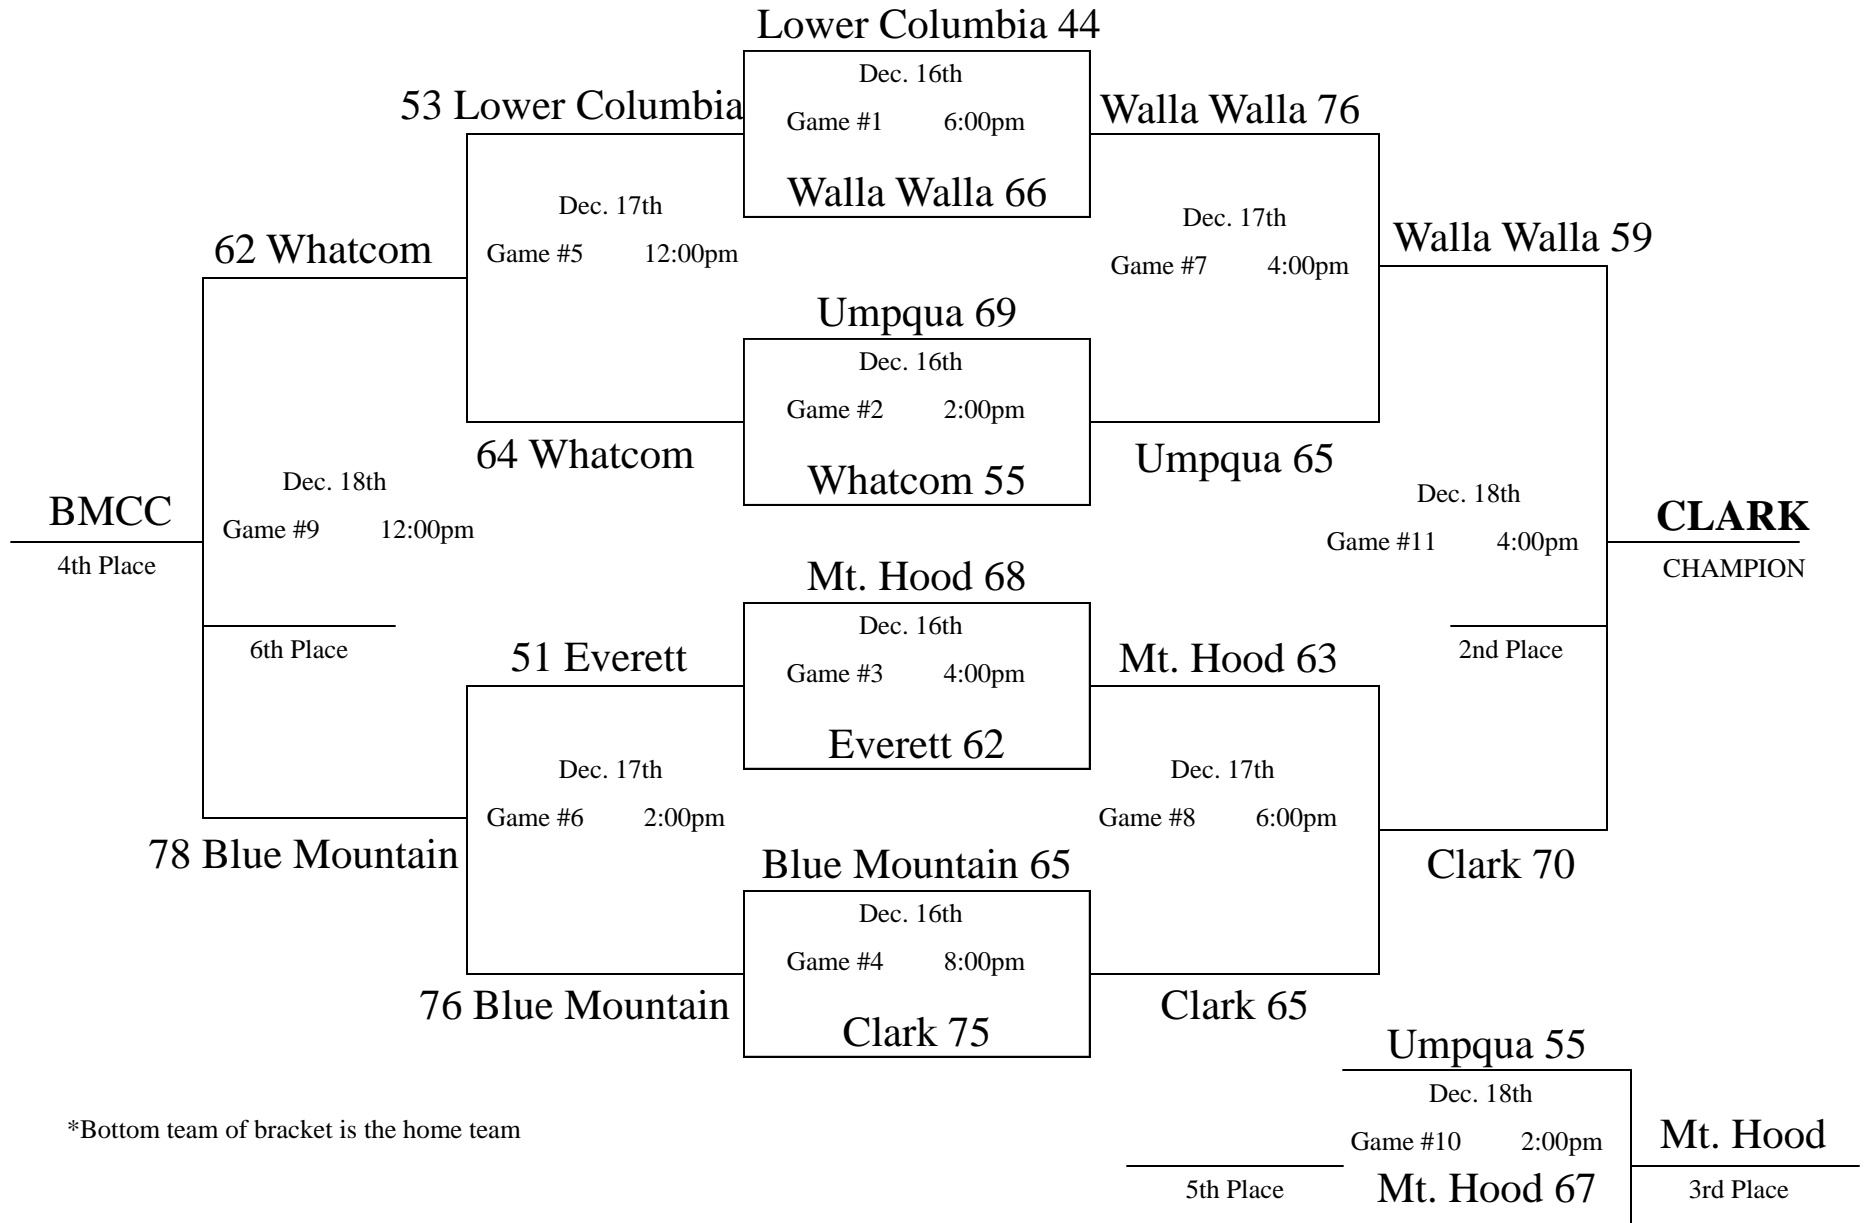 Lower Columbia 44
Dec. 16th
Game #1 6:00pm
Walla Walla 66
53 Lower Columbia
Walla Walla 76
Dec. 17th
Game #5 12:00pm
Dec. 17th
Game #7 4:00pm
62 Whatcom
Walla Walla 59
Umpqua 69
Dec. 16th
Game #2 2:00pm
Whatcom 55
64 Whatcom
Umpqua 65
Dec. 18th
Game #9 12:00pm
BMCC
4th Place
6th Place
Dec. 18th
Game #11 4:00pm
CLARK
CHAMPION
2nd Place
Mt. Hood 68
Dec. 16th
Game #3 4:00pm
Everett 62
51 Everett
Mt. Hood 63
Dec. 17th
Game #6 2:00pm
Dec. 17th
Game #8 6:00pm
78 Blue Mountain
Clark 70
Blue Mountain 65
Dec. 16th
Game #4 8:00pm
Clark 75
76 Blue Mountain
Clark 65
Umpqua 55
Dec. 18th
Game #10 2:00pm
Mt. Hood 67
5th Place
Mt. Hood
3rd Place
*Bottom team of bracket is the home team